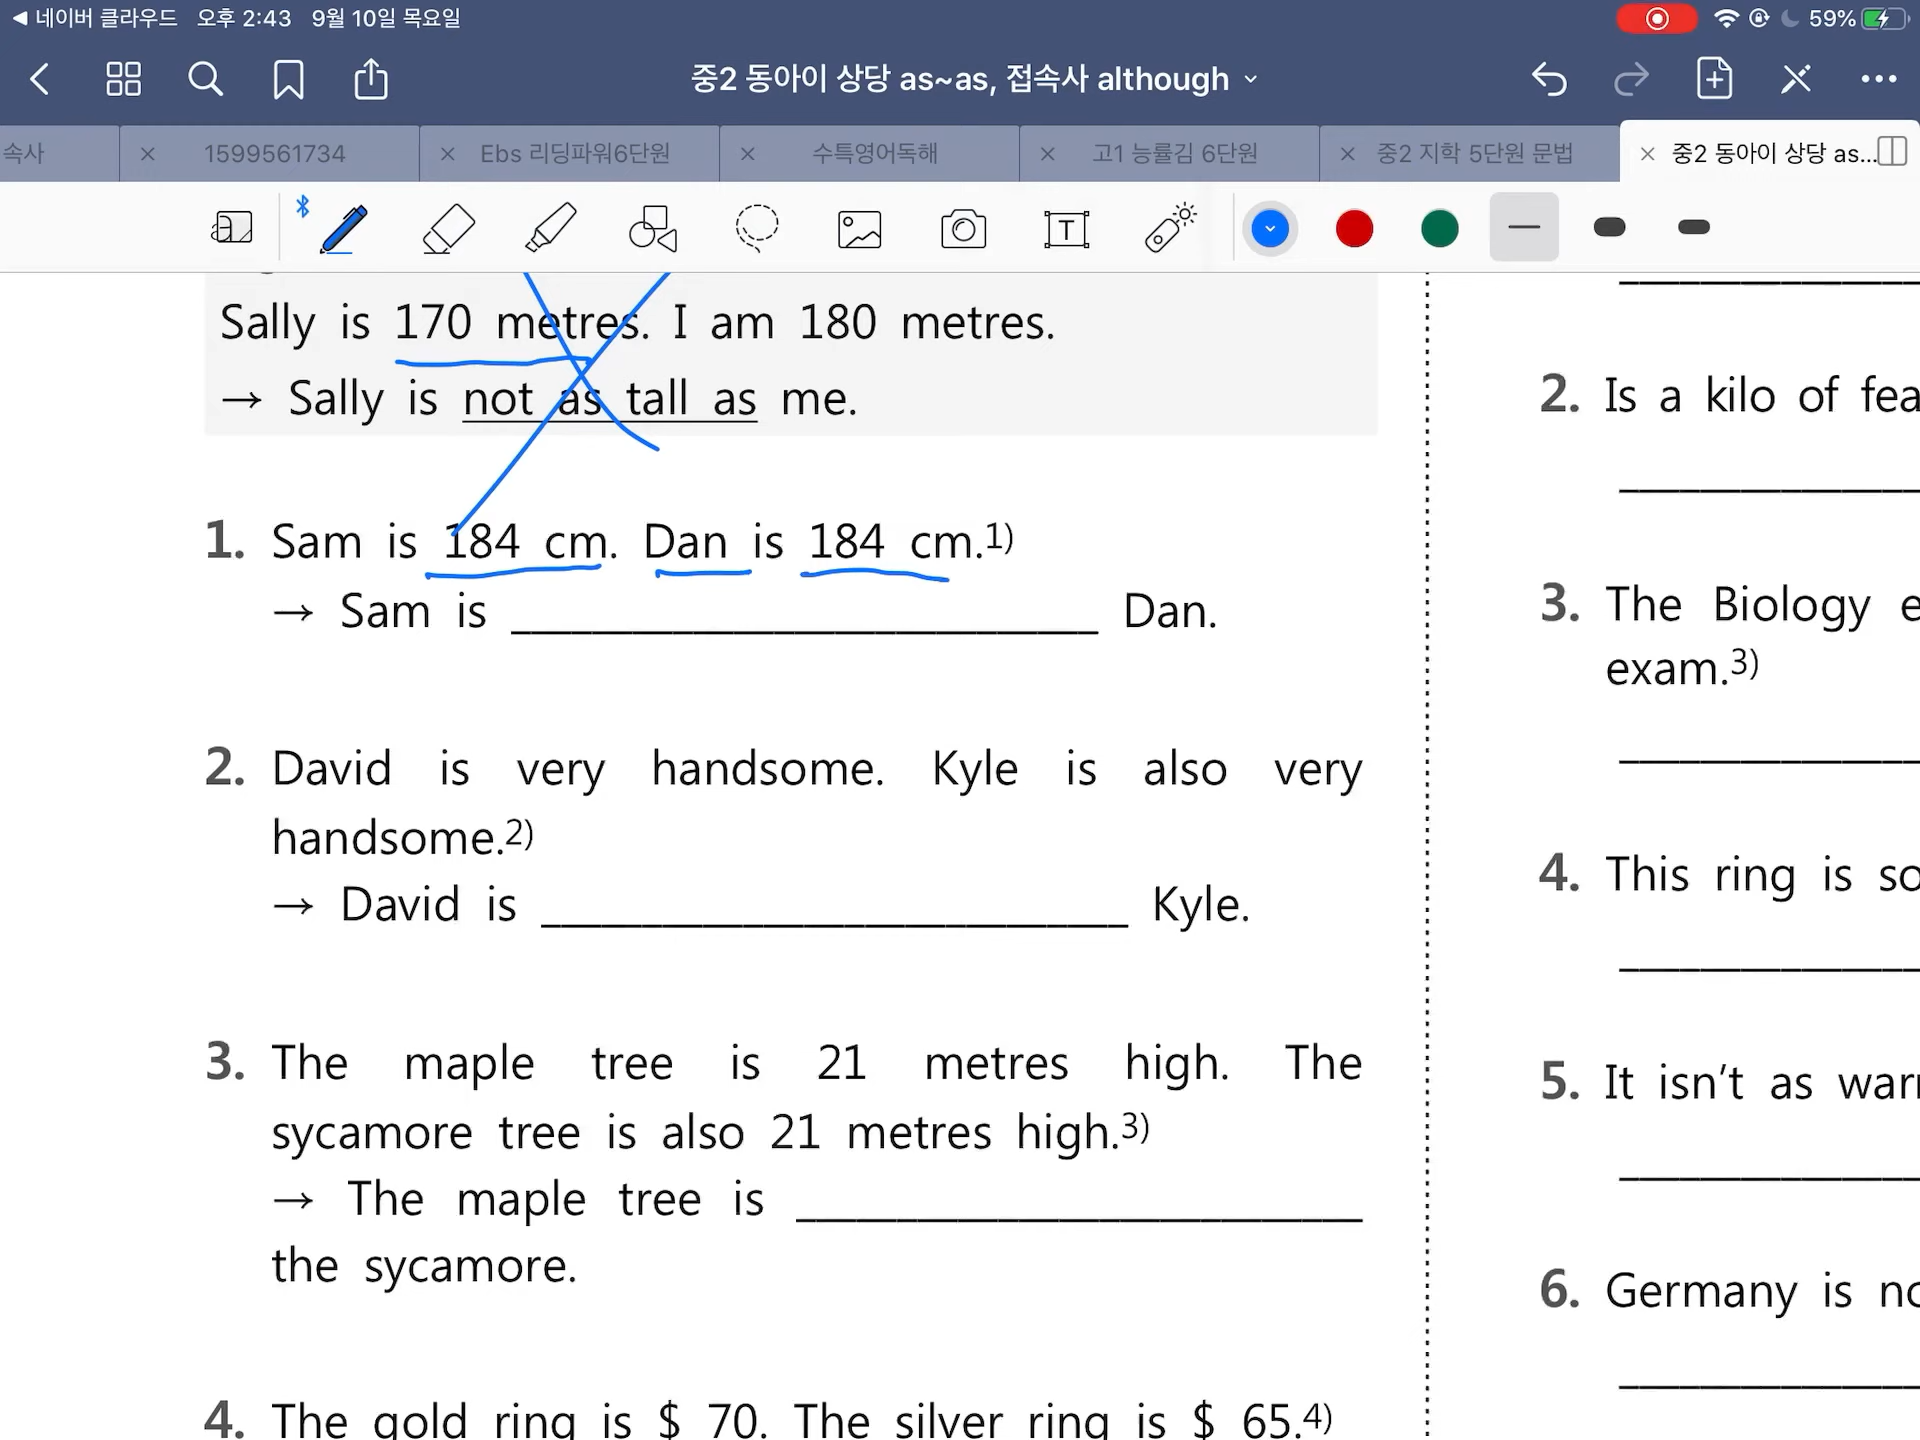 ◀ 네이버 클라우드 오후 2:43 9월 10일 목요일 59%
중2 동아이 상당 as~as, 접속사 although
속사 1599561734 Ebs 리딩파워6단원 수특영어독해 고1 능률김 6단원 중2 지학 5단원 문법 중2 동아이 상당 as...
T
Sally is 170 metres. I am 180 metres.
→ Sally is not as tall as me.
1. Sam is 184 cm. Dan is 184 cm.1)
→ Sam is ______ Dan.
2. David is very handsome. Kyle is also very
handsome.2)
→ David is ______ Kyle.
3. The maple tree is 21 metres high. The
sycamore tree is also 21 metres high.3)
→ The maple tree is ______
the sycamore.
4. The gold ring is $ 70. The silver ring is $ 65.4)
2. Is a kilo of fea
3. The Biology e
exam.3)
4. This ring is so
5. It isn't as war
6. Germany is no